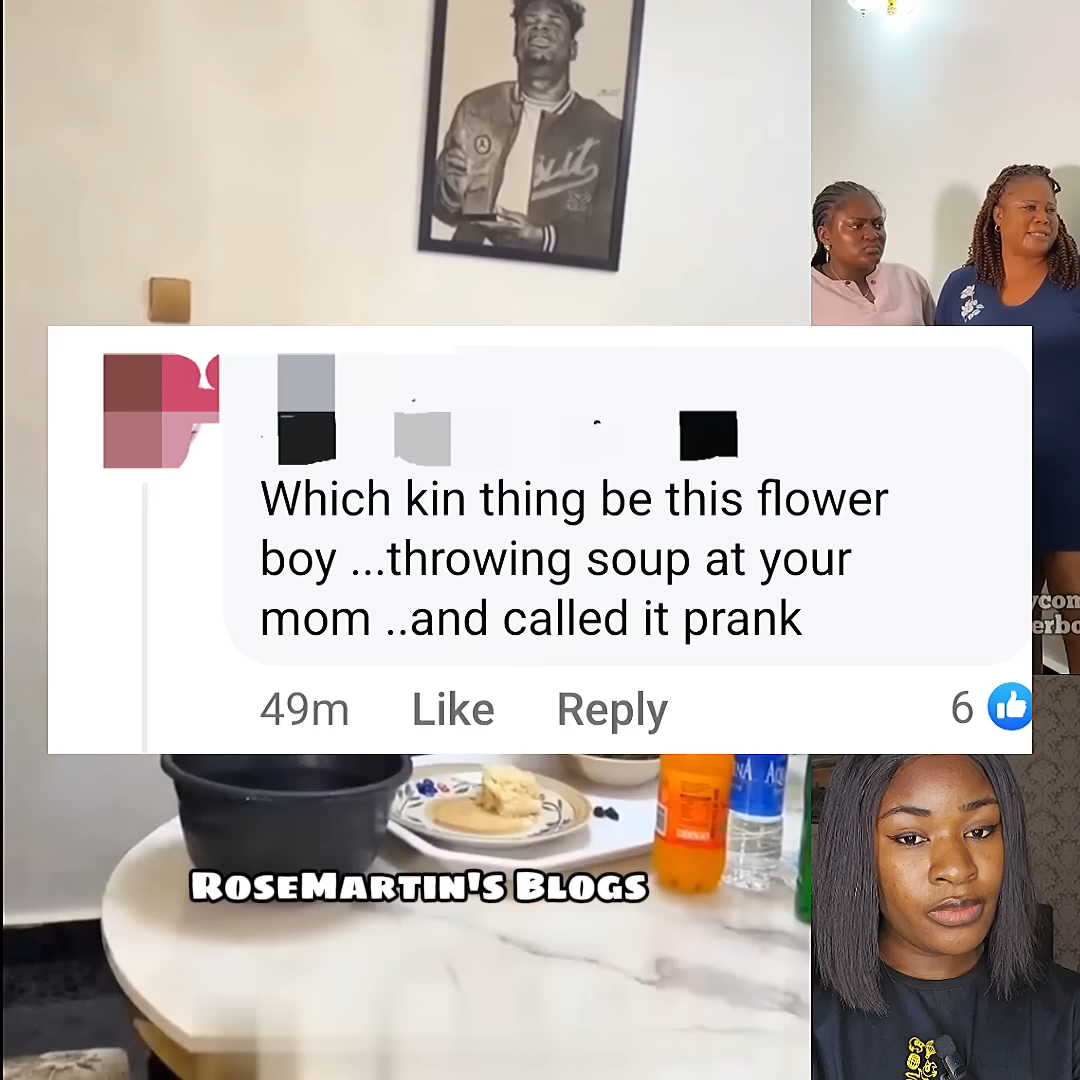 Which kin thing be this flower
boy ...throwing soup at your
mom ..and called it prank
49m Like Reply 6
ROSEMARTIN'S BLOGS